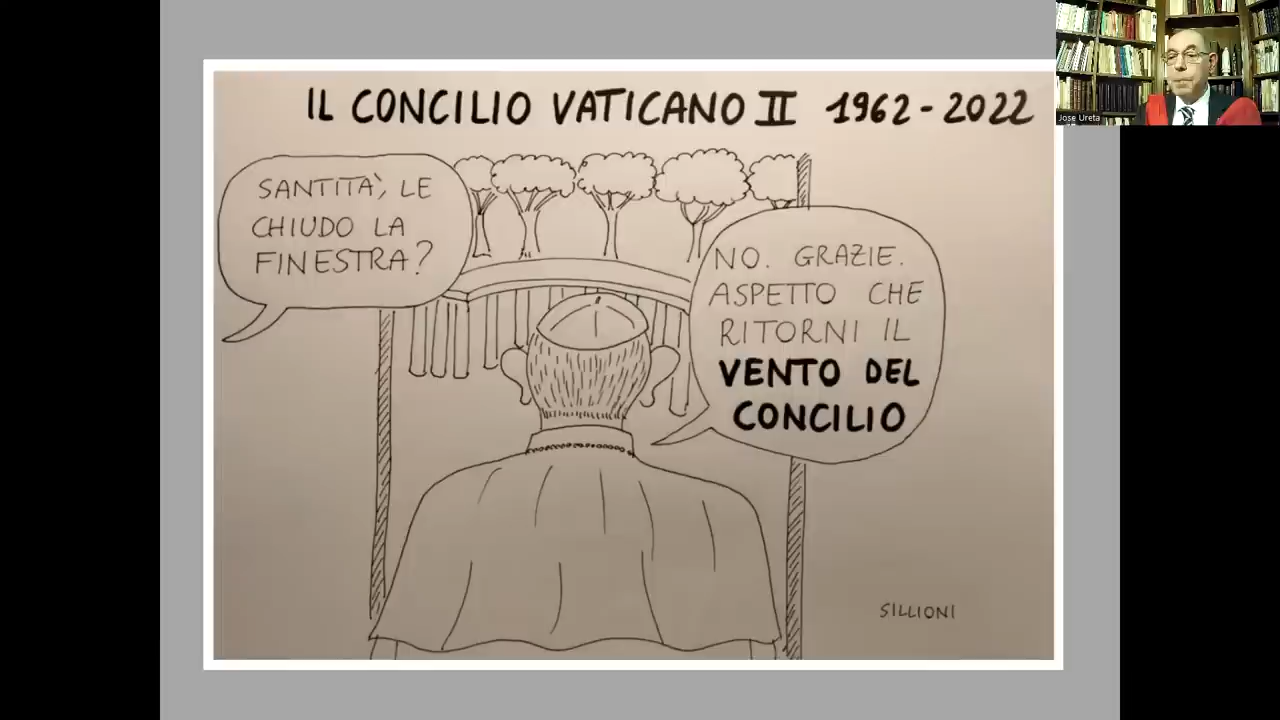 IL CONCILIO VATICANO II 1962-2022
SANTITÀ, LE
CHIUDO LA
FINESTRA?
NO. GRAZIE.
ASPETTO CHE
RITORNI IL
VENTO DEL
CONCILIO
SILLIONI
Jose Ureta